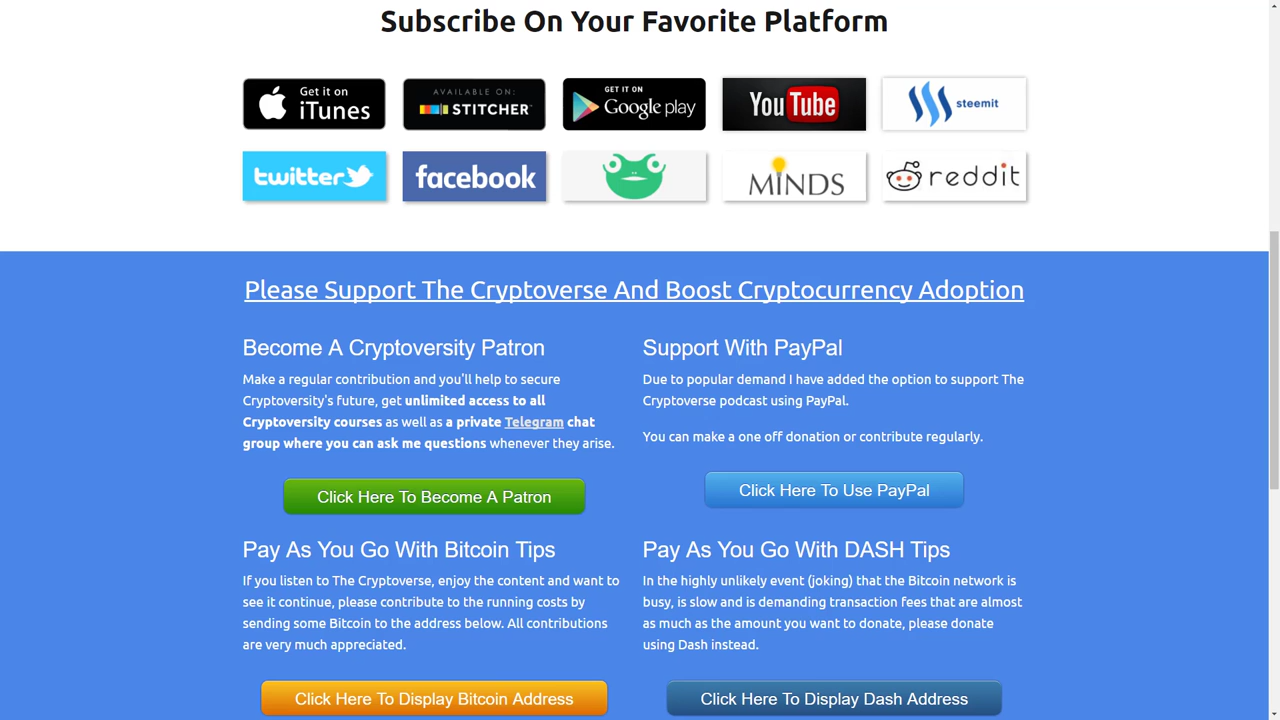 Subscribe On Your Favorite Platform
Get it on
iTunes
AVAILABLE ON:
STITCHER
GET IT ON
Google play
YouTube
steemit
twitter
facebook
MINDS
reddit
Please Support The Cryptoverse And Boost Cryptocurrency Adoption
Become A Cryptoversity Patron
Make a regular contribution and you'll help to secure
Cryptoversity's future, get unlimited access to all
Cryptoversity courses as well as a private Telegram chat
group where you can ask me questions whenever they arise.
Click Here To Become A Patron
Support With PayPal
Due to popular demand I have added the option to support The
Cryptoverse podcast using PayPal.
You can make a one off donation or contribute regularly.
Click Here To Use PayPal
Pay As You Go With Bitcoin Tips
If you listen to The Cryptoverse, enjoy the content and want to
see it continue, please contribute to the running costs by
sending some Bitcoin to the address below. All contributions
are very much appreciated.
Click Here To Display Bitcoin Address
Pay As You Go With DASH Tips
In the highly unlikely event (joking) that the Bitcoin network is
busy, is slow and is demanding transaction fees that are almost
as much as the amount you want to donate, please donate
using Dash instead.
Click Here To Display Dash Address